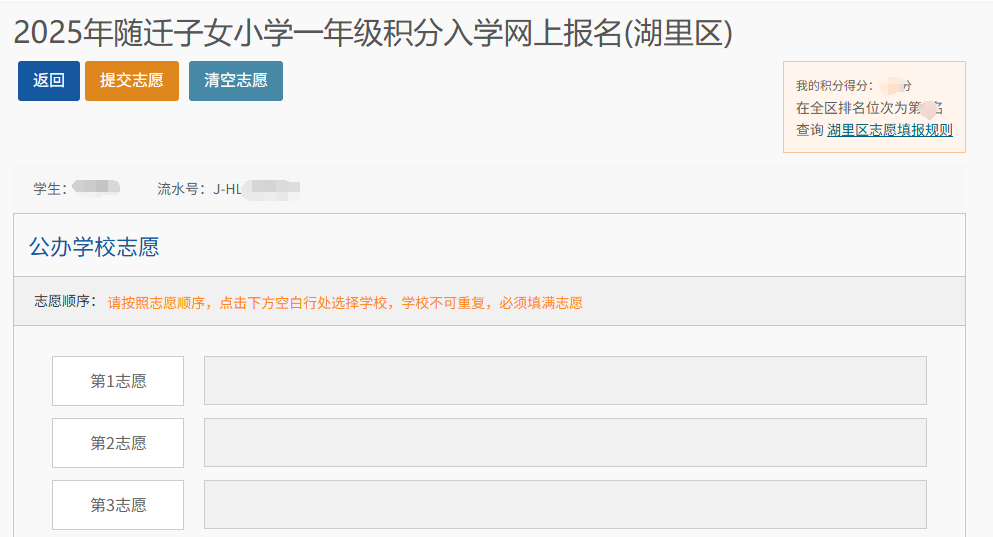 2025年随迁子女小学一年级积分入学网上报名(湖里区)
返回 提交志愿 清空志愿
我的积分得分： 分
在全区排名位次为第 名
查询 湖里区志愿填报规则
学生： 流水号：J-HL
公办学校志愿
志愿顺序： 请按照志愿顺序，点击下方空白行处选择学校，学校不可重复，必须填满志愿
第1志愿
第2志愿
第3志愿